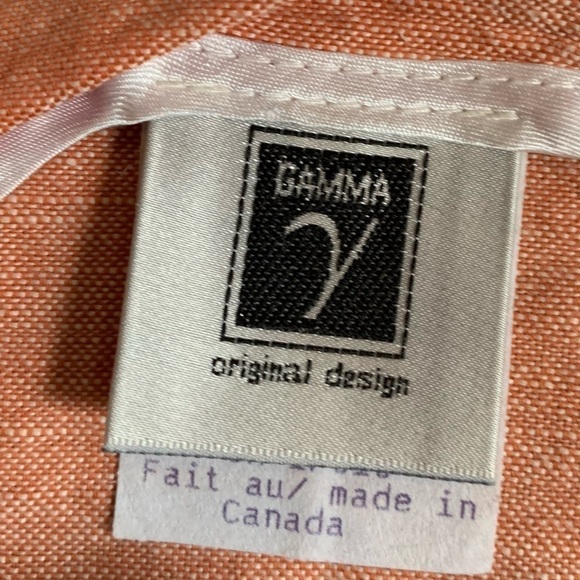 GAMMA
γ
original design
Fait au/ made in
Canada